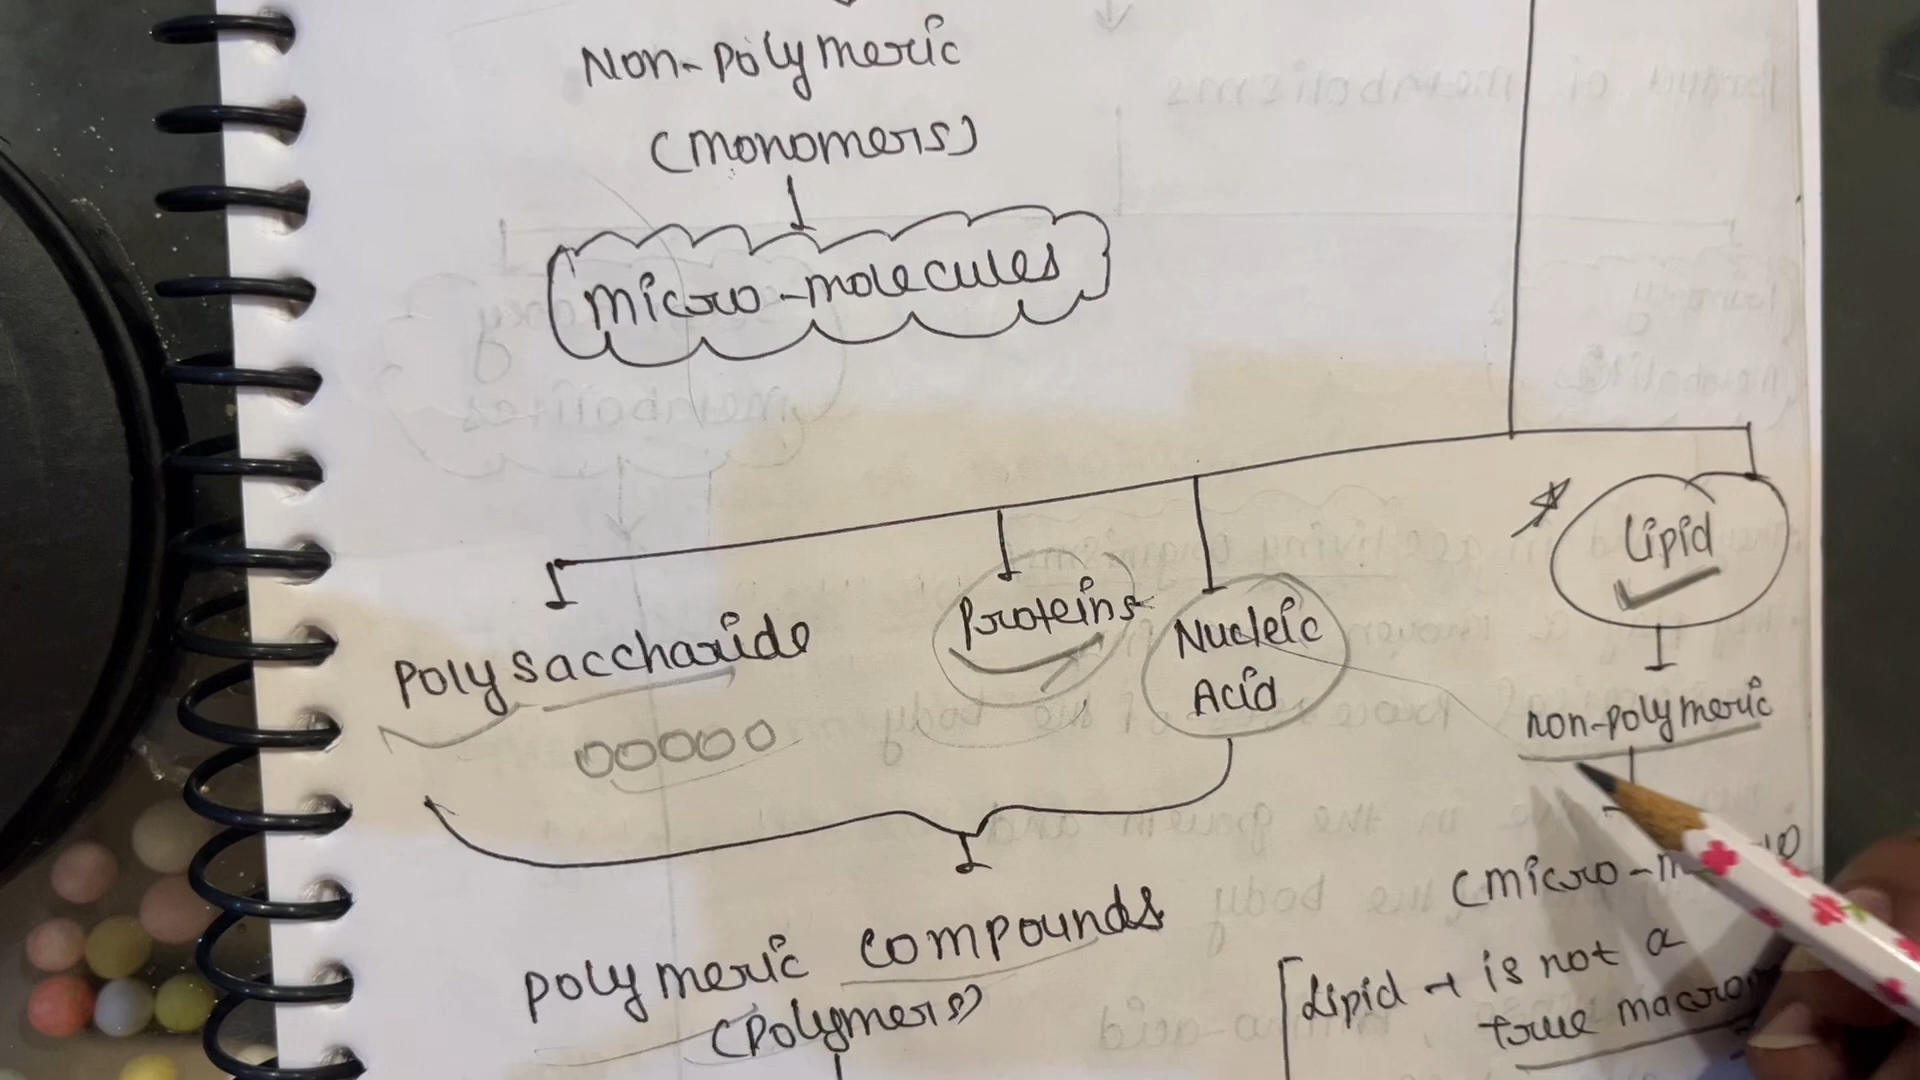 Non-polymeric
(monomers)
micro-molecules
Lipid
Proteins
Nucleic
Acid
polysaccharide
non-polymeric
(micro-
polymeric compounds
(polymers)
Lipid → is not a
true